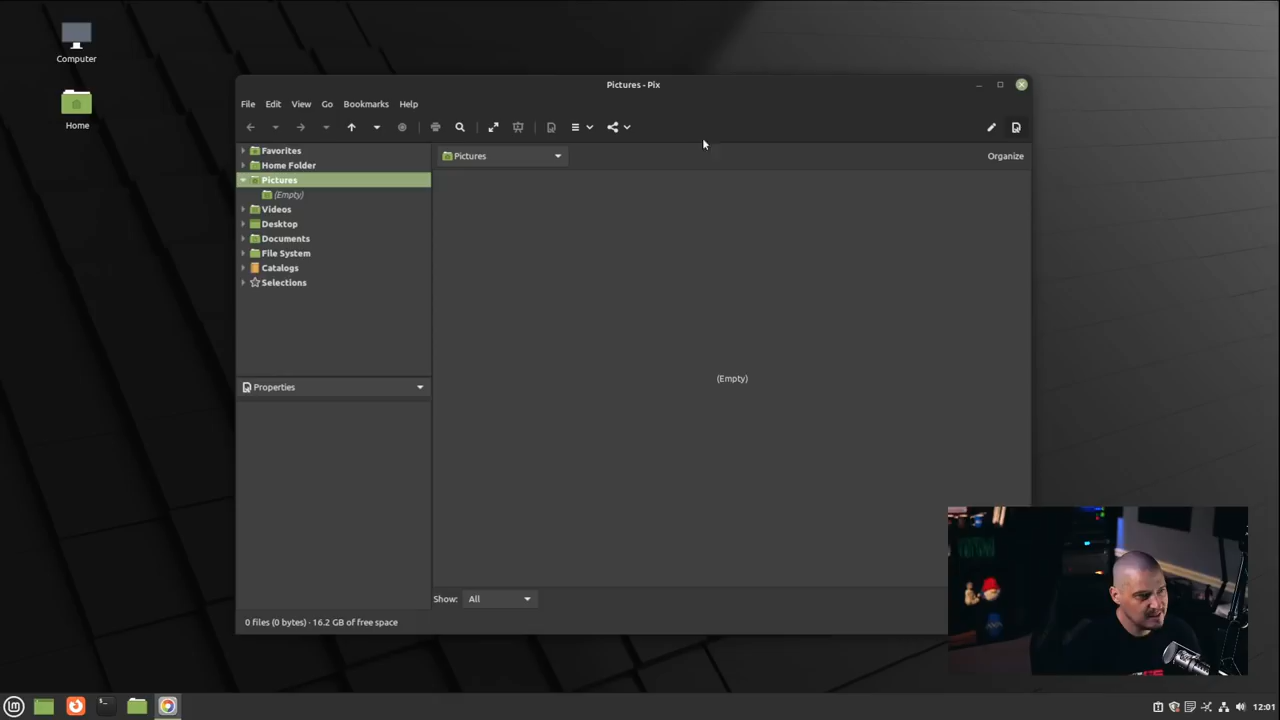 Computer
Home
Pictures - Pix
File Edit View Go Bookmarks Help
Pictures
Organize
Favorites
Home Folder
Pictures
(Empty)
Videos
Desktop
Documents
File System
Catalogs
Selections
(Empty)
Properties
Show: All
0 files (0 bytes) · 16.2 GB of free space
12:01